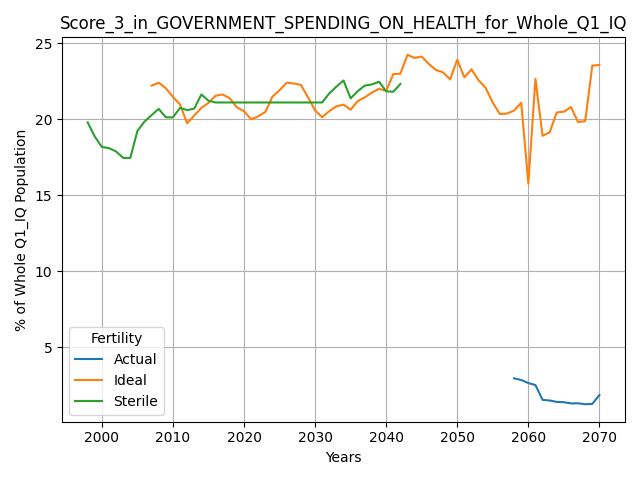 Score_3_in_GOVERNMENT_SPENDING_ON_HEALTH_for_Whole_Q1_IQ
% of Whole Q1_IQ Population
25
20
15
10
5
Fertility
Actual
Ideal
Sterile
2000 2010 2020 2030 2040 2050 2060 2070
Years